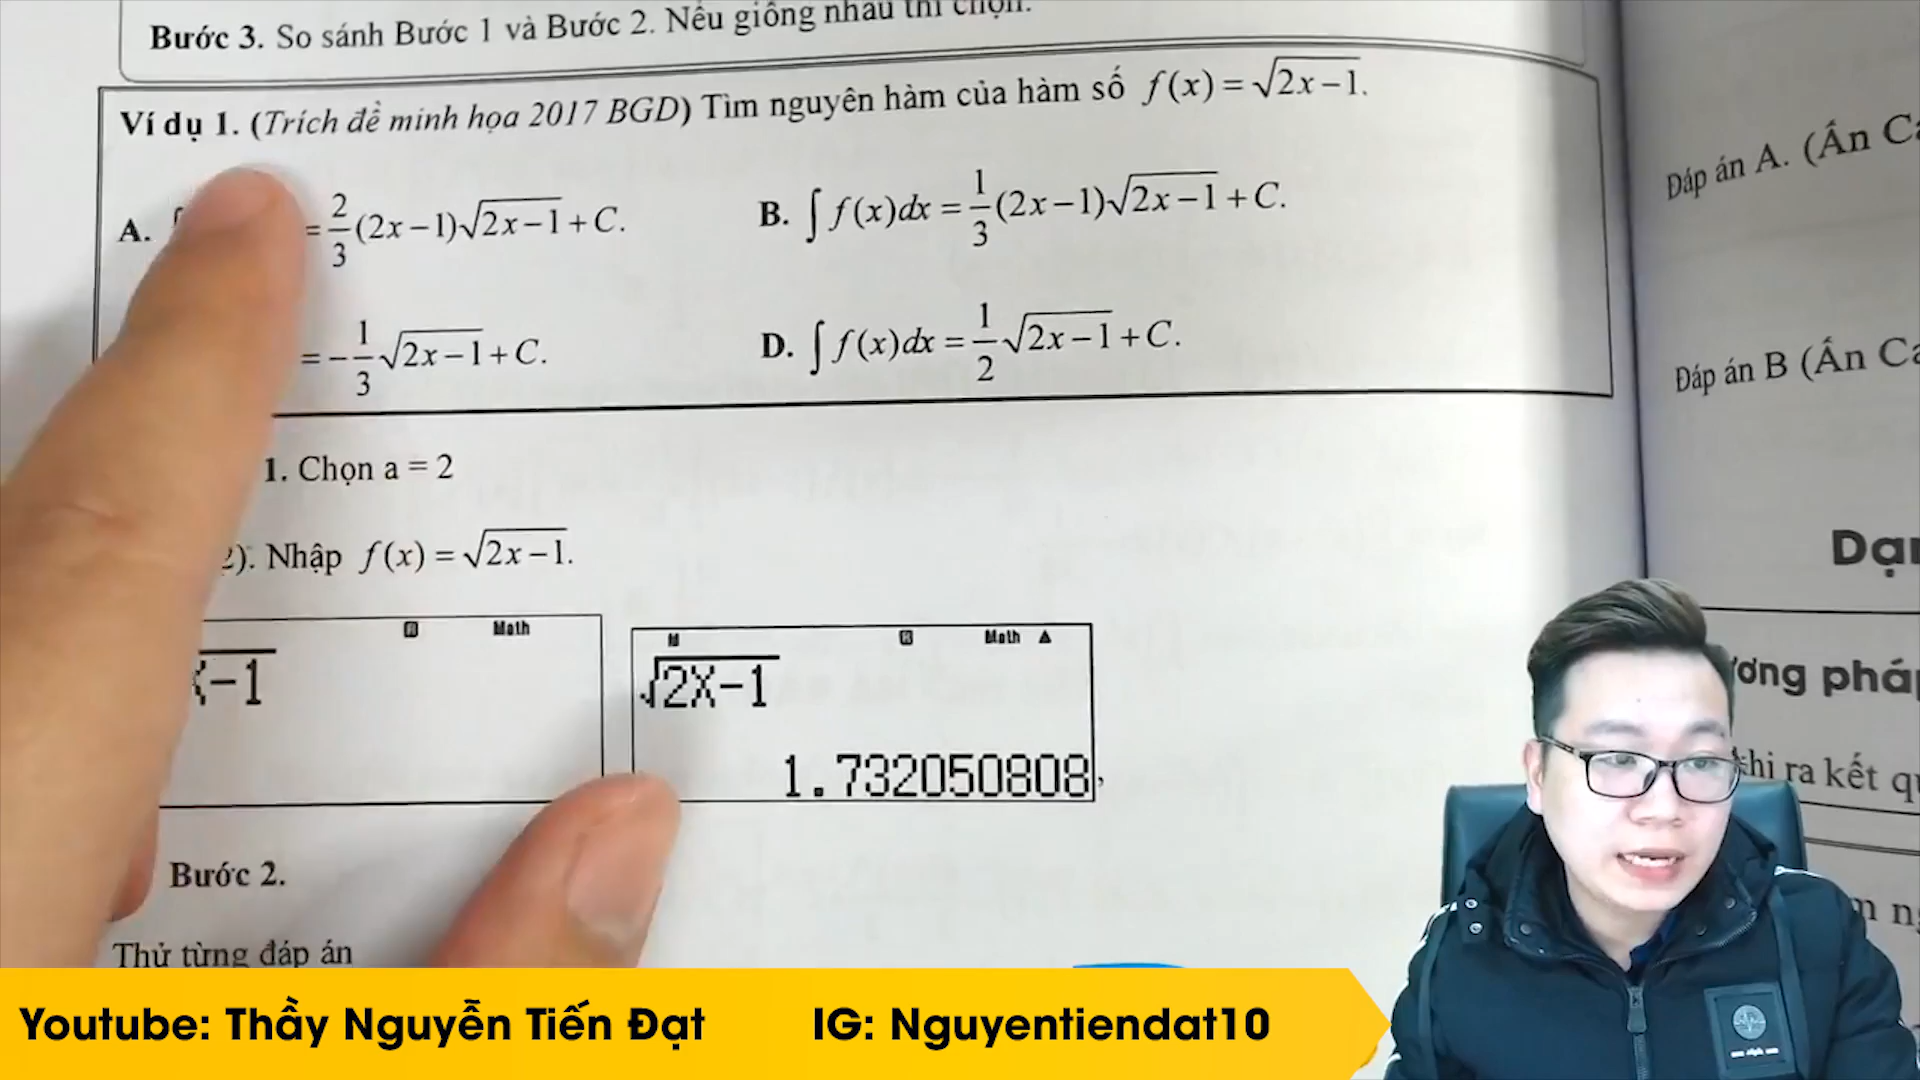 Bước 3. So sánh Bước 1 và Bước 2. Nếu giống nhau thì chọn.
Ví dụ 1. (Trích đề minh họa 2017 BGD) Tìm nguyên hàm của hàm số f(x) = √(2x−1).
A. = 2/3 (2x−1)√(2x−1) + C.
B. ∫ f(x)dx = 1/3 (2x−1)√(2x−1) + C.
= −1/3 √(2x−1) + C.
D. ∫ f(x)dx = 1/2 √(2x−1) + C.
1. Chọn a = 2
2). Nhập f(x) = √(2x−1).
Math
−1
M Math ▲
√(2X−1)
1.732050808,
Bước 2.
Thử từng đáp án
Đáp án A. (Ấn
Đáp án B (Ấn
khi ra kết
Youtube: Thầy Nguyễn Tiến Đạt
IG: Nguyentiendat10